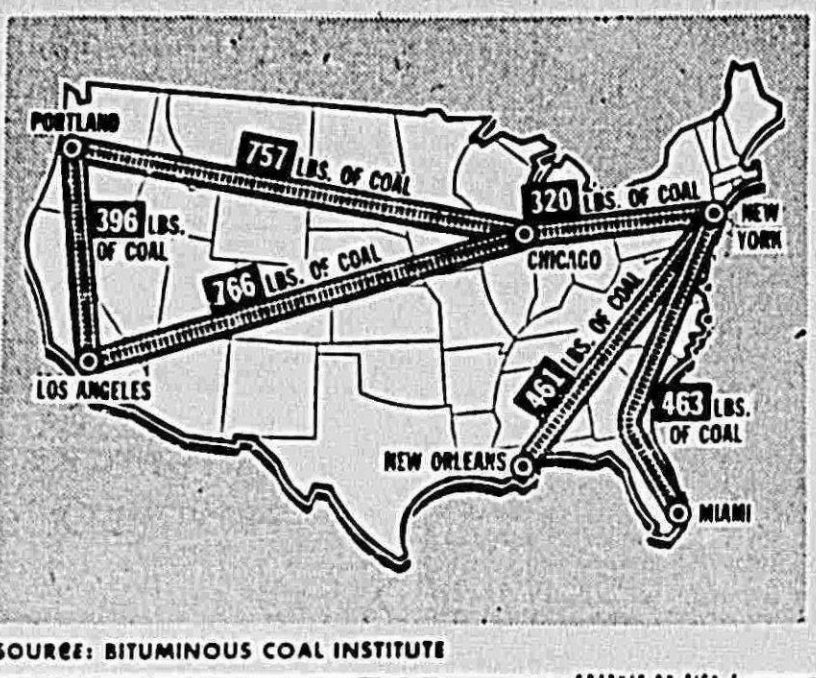 PORTLAND
757 LBS. OF COAL
320 LBS. OF COAL
396 LBS.
OF COAL
NEW
YORK
CHICAGO
766 LBS. OF COAL
461 LBS. OF COAL
LOS ANGELES
463 LBS.
OF COAL
NEW ORLEANS
MIAMI
SOURCE: BITUMINOUS COAL INSTITUTE